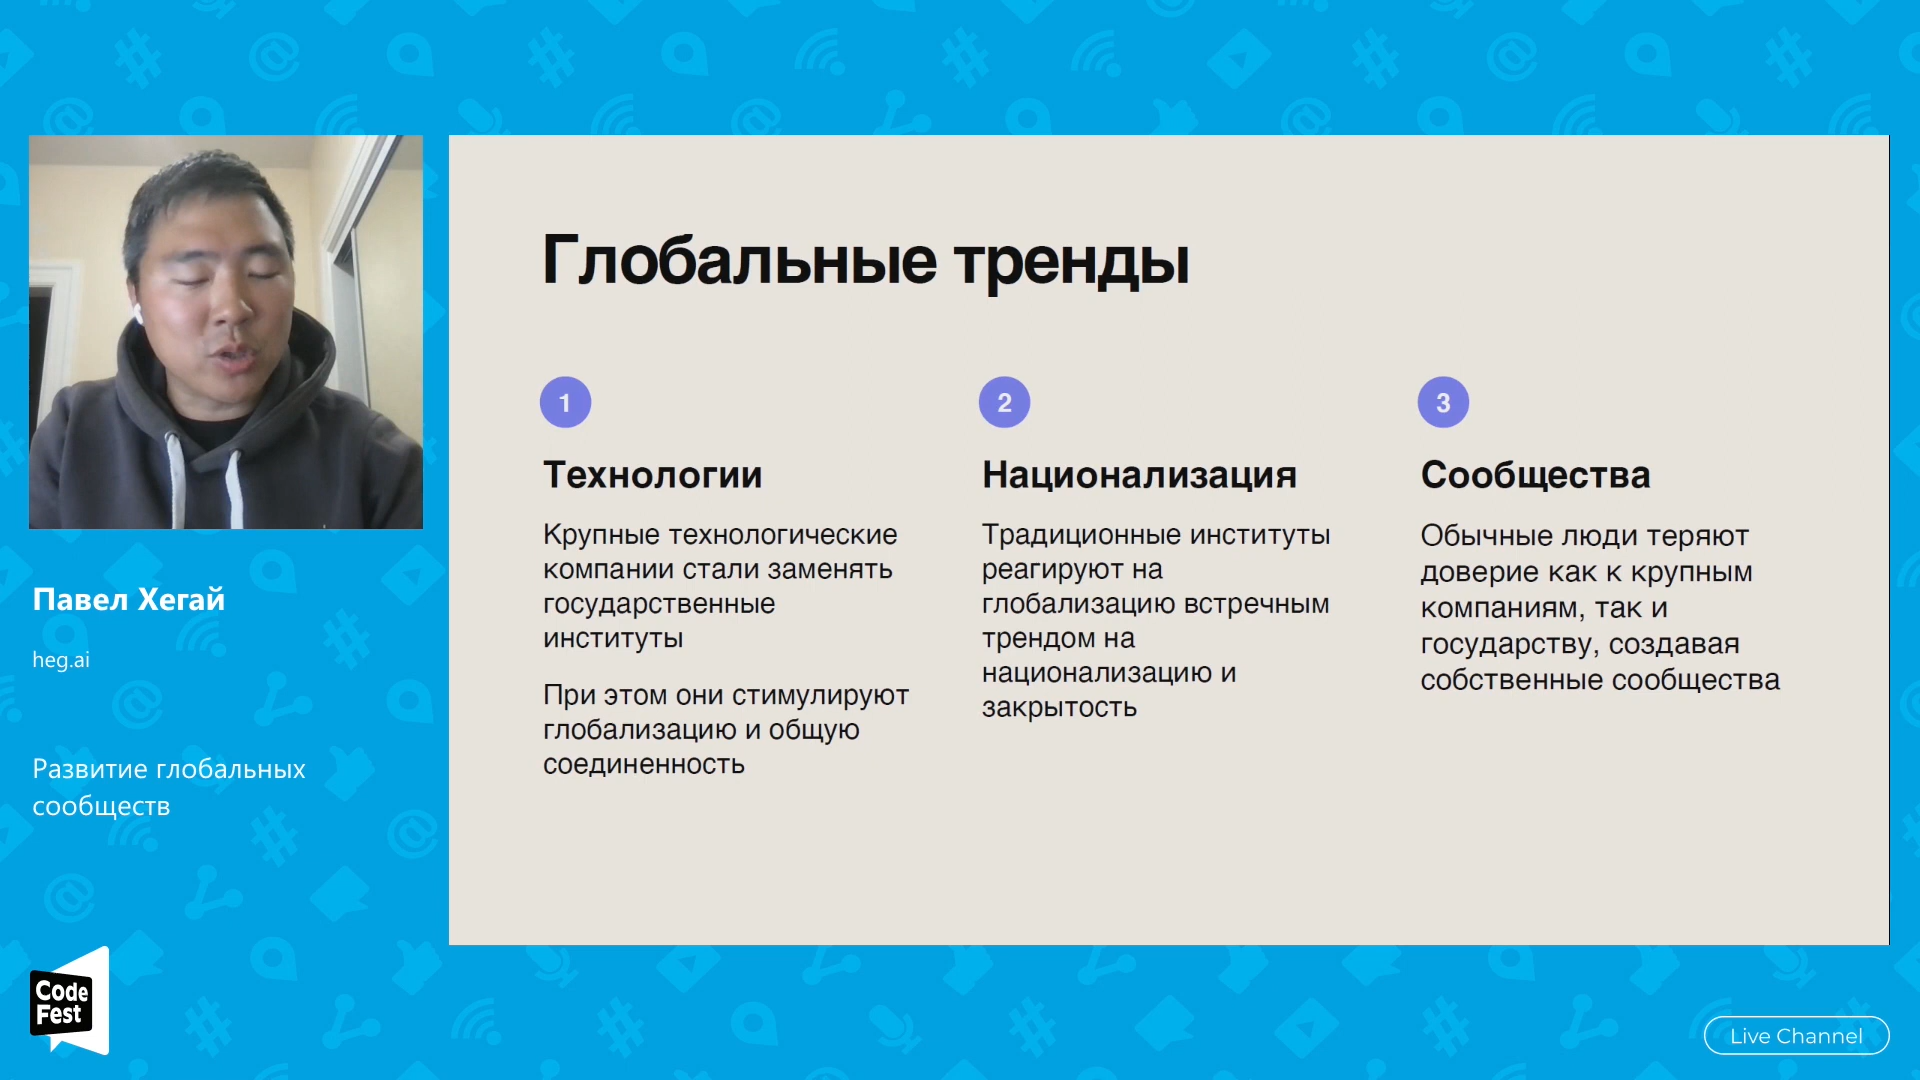 Глобальные тренды
1
Технологии
Крупные технологические
компании стали заменять
государственные
институты
При этом они стимулируют
глобализацию и общую
соединенность
2
Национализация
Традиционные институты
реагируют на
глобализацию встречным
трендом на
национализацию и
закрытость
3
Сообщества
Обычные люди теряют
доверие как к крупным
компаниям, так и
государству, создавая
собственные сообщества
Павел Хегай
heg.ai
Развитие глобальных
сообществ
Code
Fest
Live Channel